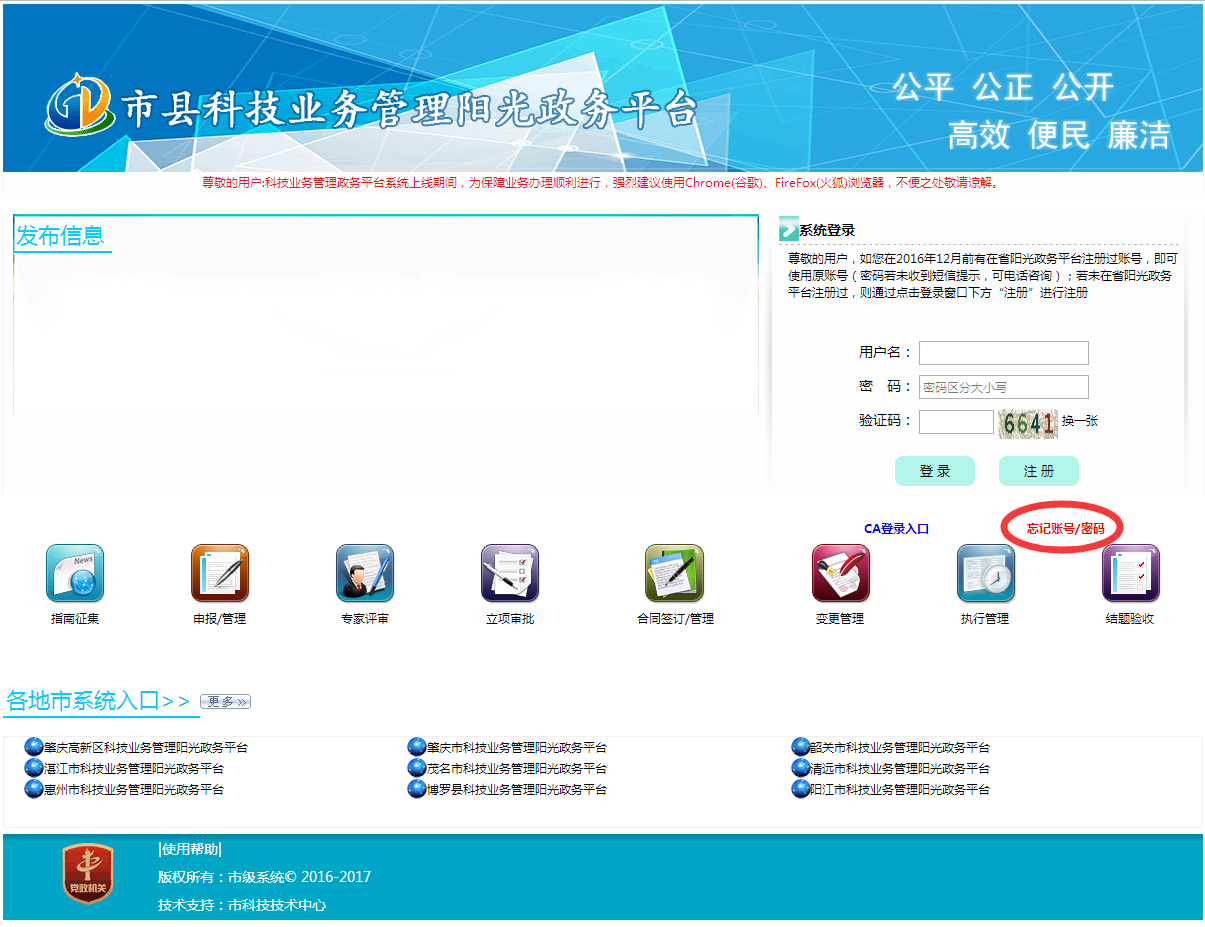 市县科技业务管理阳光政务平台
公平 公正 公开
高效 便民 廉洁
尊敬的用户:科技业务管理政务平台系统上线期间，为保障业务办理顺利进行，强烈建议使用Chrome(谷歌)、FireFox(火狐)浏览器，不便之处敬请谅解。
发布信息
系统登录
尊敬的用户，如您在2016年12月前有在省阳光政务平台注册过账号，即可
使用原账号（密码若未收到短信提示，可电话咨询）；若未在省阳光政务
平台注册过，则通过点击登录窗口下方“注册”进行注册
用户名：
密 码： 密码区分大小写
验证码： 6641 换一张
登 录 注 册
CA登录入口 忘记账号/密码
News
指南征集 申报/管理 专家评审 立项审批 合同签订/管理 变更管理 执行管理 结题验收
各地市系统入口>> 更多»
肇庆高新区科技业务管理阳光政务平台 肇庆市科技业务管理阳光政务平台 韶关市科技业务管理阳光政务平台
湛江市科技业务管理阳光政务平台 茂名市科技业务管理阳光政务平台 清远市科技业务管理阳光政务平台
惠州市科技业务管理阳光政务平台 博罗县科技业务管理阳光政务平台 阳江市科技业务管理阳光政务平台
党政机关
|使用帮助|
版权所有：市级系统© 2016-2017
技术支持：市科技技术中心